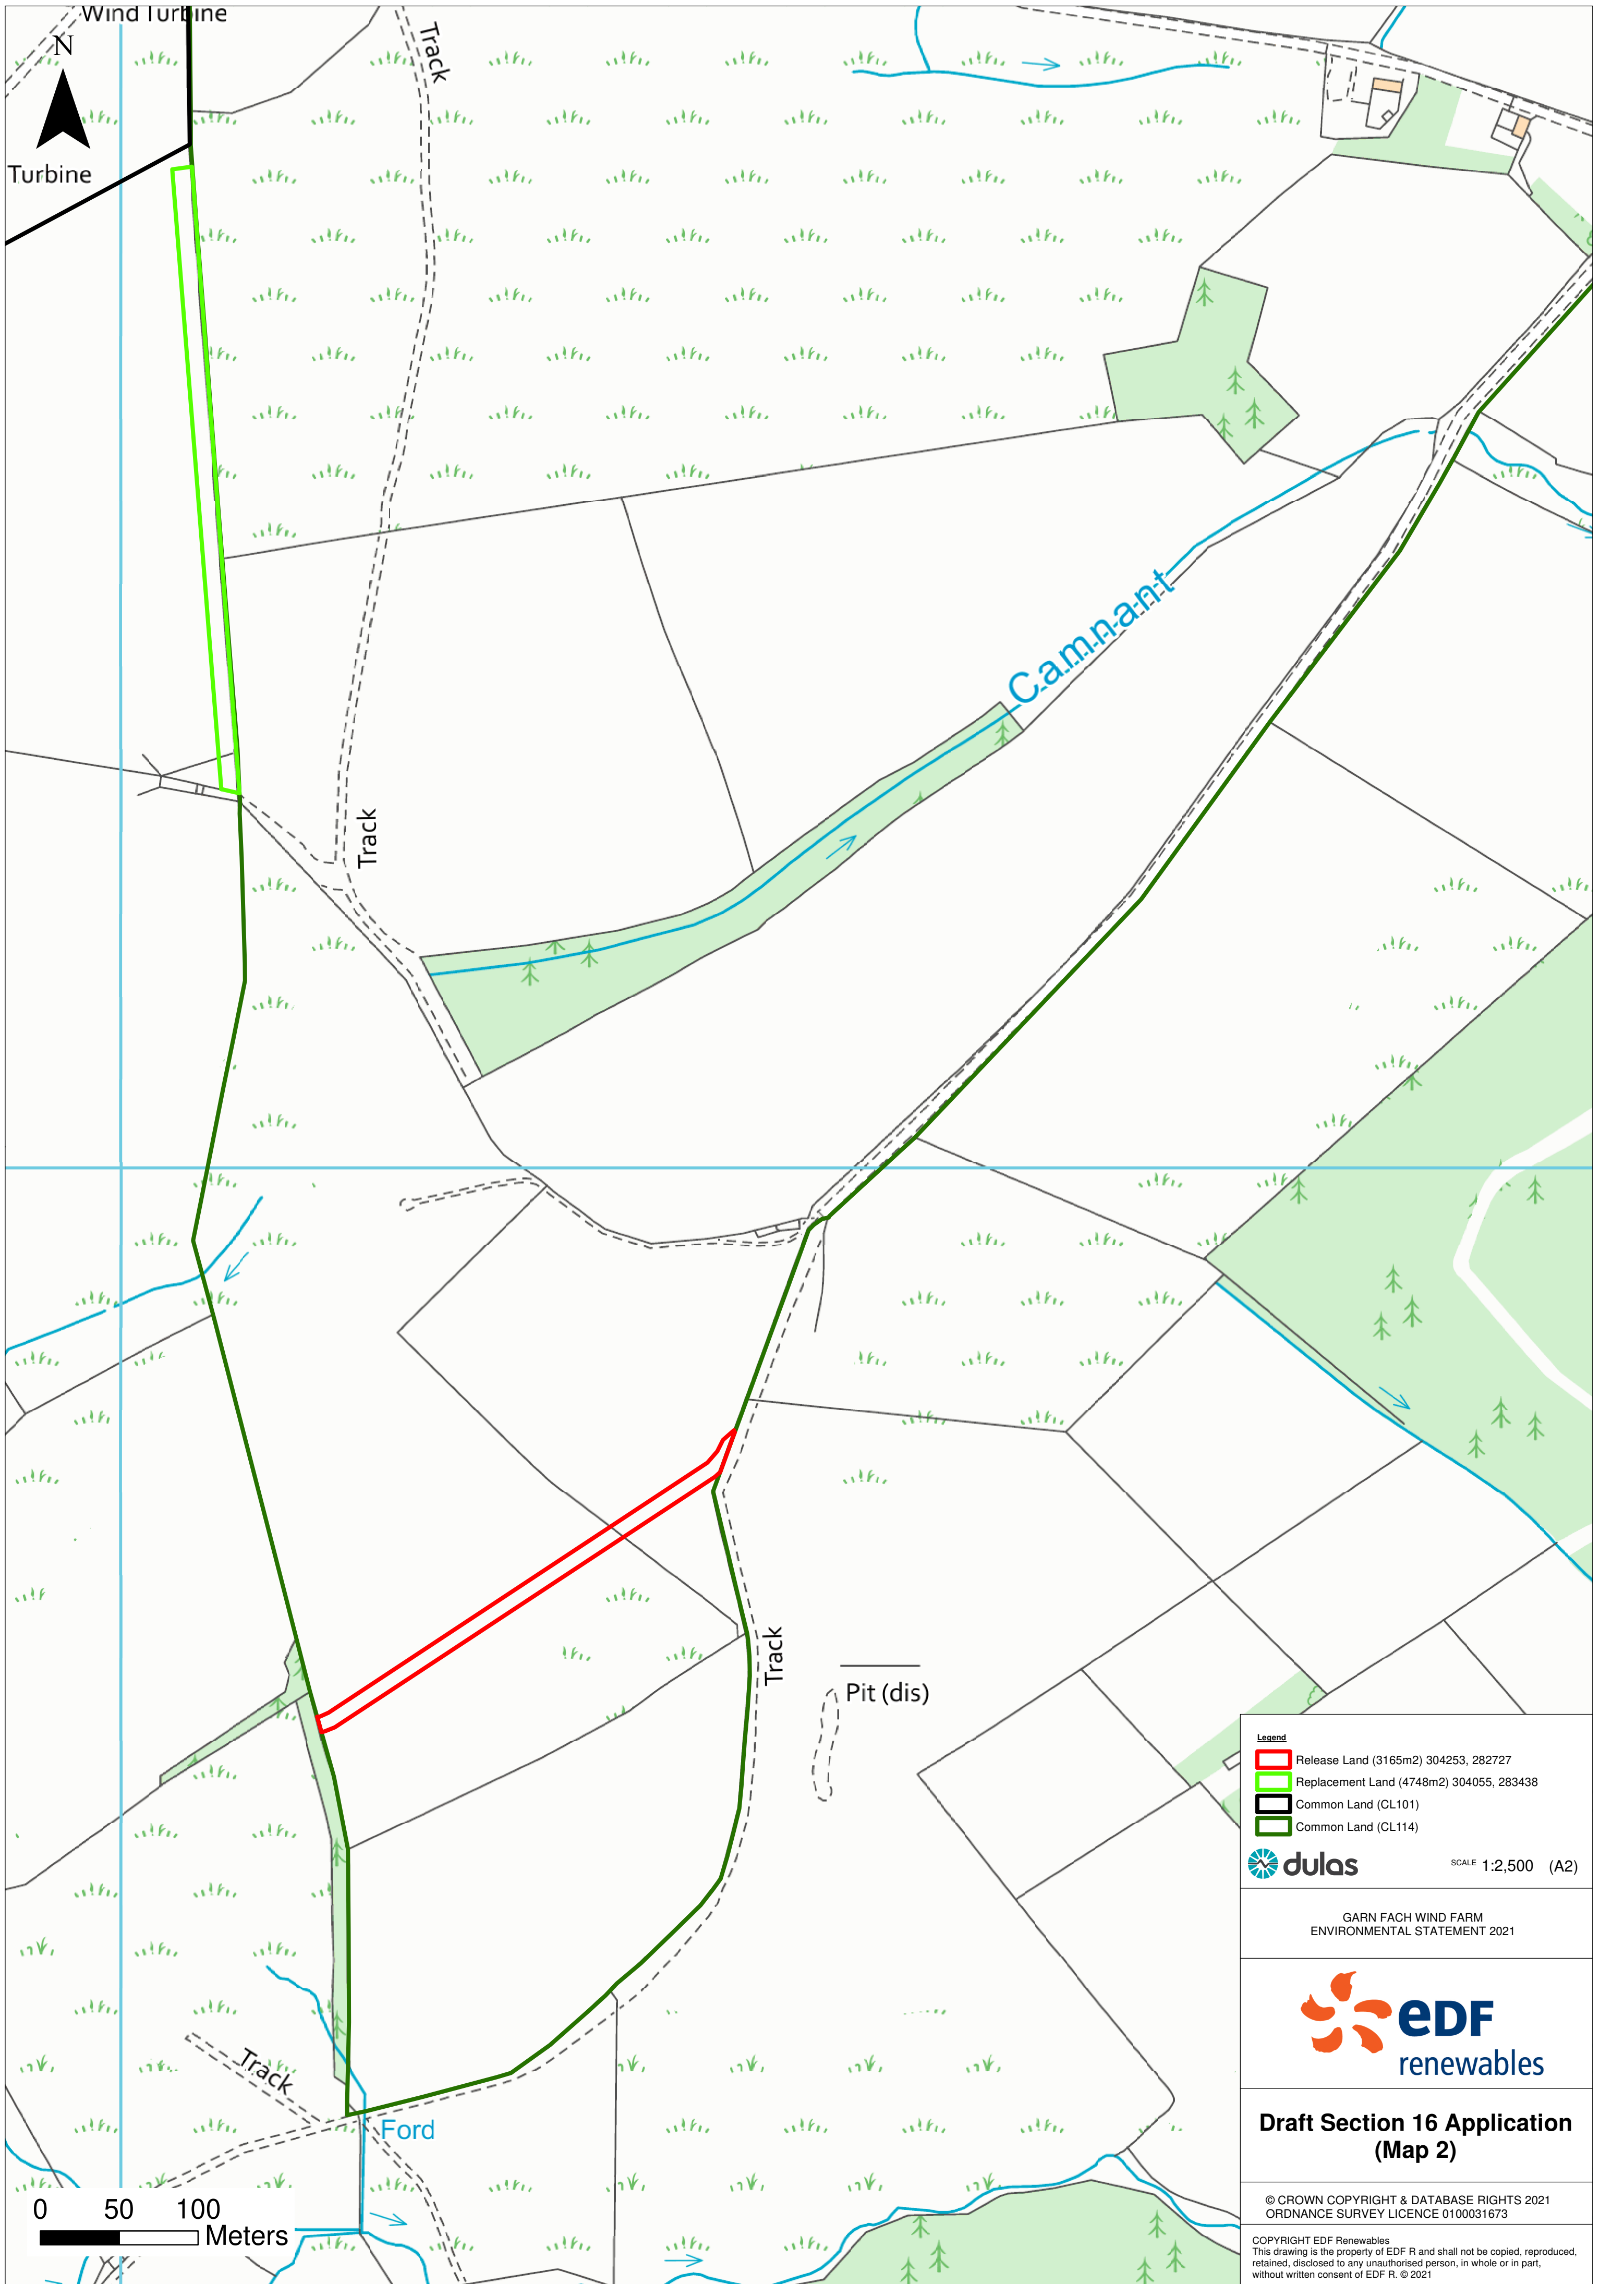 Wind Turbine
N
Turbine
Track
Camnant
Track
Track
Pit (dis)
Track
Ford
0 50 100
Meters
Legend
Release Land (3165m2) 304253, 282727
Replacement Land (4748m2) 304055, 283438
Common Land (CL101)
Common Land (CL114)
dulas
SCALE 1:2,500 (A2)
GARN FACH WIND FARM
ENVIRONMENTAL STATEMENT 2021
eDF
renewables
Draft Section 16 Application
(Map 2)
© CROWN COPYRIGHT & DATABASE RIGHTS 2021
ORDNANCE SURVEY LICENCE 0100031673
COPYRIGHT EDF Renewables
This drawing is the property of EDF R and shall not be copied, reproduced,
retained, disclosed to any unauthorised person, in whole or in part,
without written consent of EDF R. © 2021